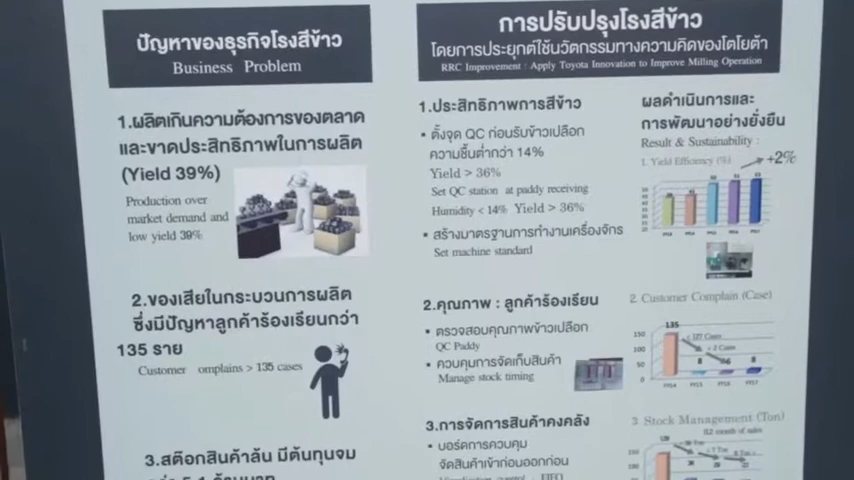 ปัญหาของธุรกิจโรงสีข้าว
Business Problem
1.ผลิตเกินความต้องการของตลาด
และขาดประสิทธิภาพในการผลิต
(Yield 39%)
Production over
market demand and
low yield 39%
2.ของเสียในกระบวนการผลิต
ซึ่งมีปัญหาลูกค้าร้องเรียนกว่า
135 ราย
Customer omplains > 135 cases
3.สต๊อกสินค้าล้น มีต้นทุนจม
การปรับปรุงโรงสีข้าว
โดยการประยุกต์ใช้นวัตกรรมทางความคิดของโตโยต้า
RRC Improvement : Apply Toyota Innovation to Improve Milling Operation
1.ประสิทธิภาพการสีข้าว
• ตั้งจุด QC ก่อนรับข้าวเปลือก
ความชื้นต่ำกว่า 14%
Yield > 36%
Set QC station at paddy receiving
Humidity < 14% Yield > 36%
• สร้างมาตรฐานการทำงานเครื่องจักร
Set machine standard
2.คุณภาพ : ลูกค้าร้องเรียน
• ตรวจสอบคุณภาพข้าวเปลือก
QC Paddy
• ควบคุมการจัดเก็บสินค้า
Manage stock timing
3.การจัดการสินค้าคงคลัง
• บอร์ดการควบคุม
จัดสินค้าเข้าก่อนออกก่อน
ผลดำเนินการและ
การพัฒนาอย่างยั่งยืน
Result & Sustainability :
1. Yield Efficiency (%)
+2%
2. Customer Complain (Case)
150
100
50
0
135
8
8
FY14
FY15
FY16
FY17
3 Stock Management (Ton)
0.2 month of sales